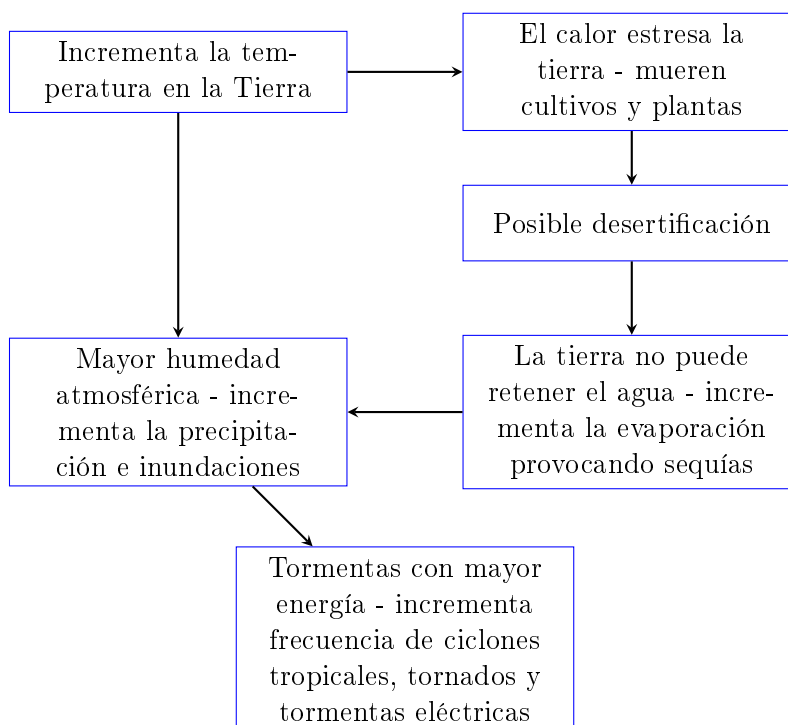 Incrementa la tem-
peratura en la Tierra
El calor estresa la
tierra - mueren
cultivos y plantas
Posible desertificación
La tierra no puede
retener el agua - incre-
menta la evaporación
provocando sequías
Mayor humedad
atmosférica - incre-
menta la precipita-
ción e inundaciones
Tormentas con mayor
energía - incrementa
frecuencia de ciclones
tropicales, tornados y
tormentas eléctricas